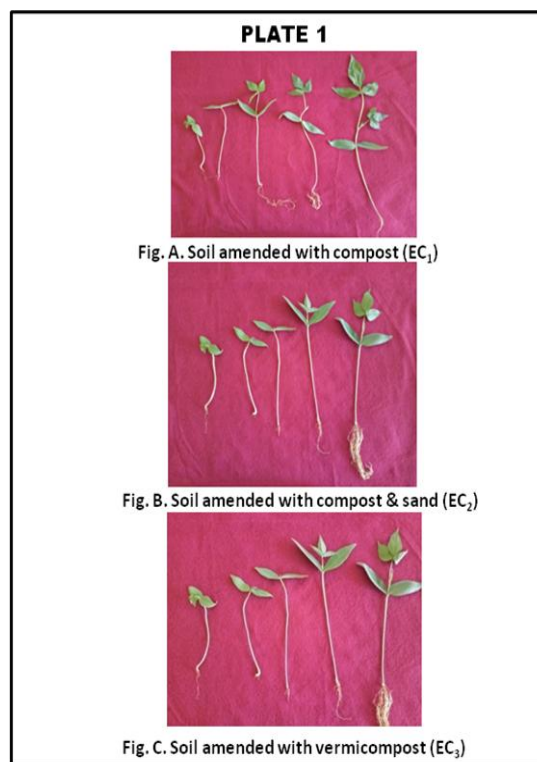 PLATE 1
Fig. A. Soil amended with compost (EC₁)
Fig. B. Soil amended with compost & sand (EC₂)
Fig. C. Soil amended with vermicompost (EC₃)